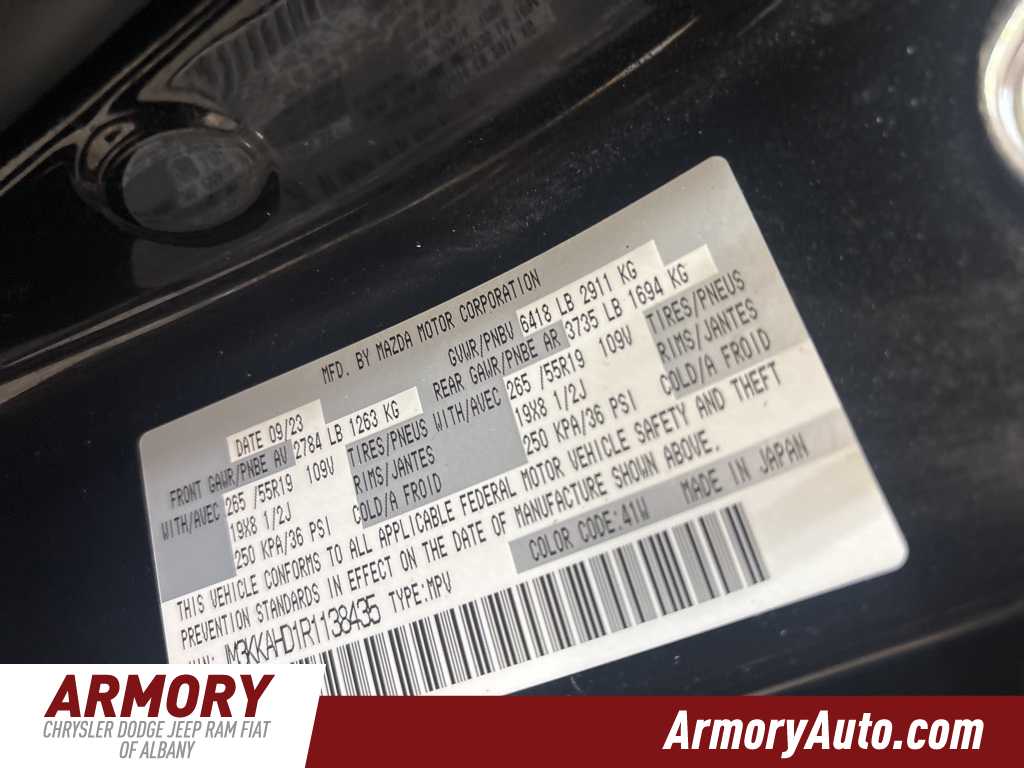 MFD. BY MAZDA MOTOR CORPORATION
DATE 09/23
GVWR/PNBV 6418 LB 2911 KG
FRONT GAWR/PNBE AV 2784 LB 1263 KG
REAR GAWR/PNBE AR 3735 LB 1694 KG
WITH/AVEC 265 /55R19 109V TIRES/PNEUS
19X8 1/2J RIMS/JANTES
250 KPA/36 PSI COLD/A FROID
WITH/AVEC 265 /55R19 109V TIRES/PNEUS
19X8 1/2J RIMS/JANTES
250 KPA/36 PSI COLD/A FROID
THIS VEHICLE CONFORMS TO ALL APPLICABLE FEDERAL MOTOR VEHICLE SAFETY AND THEFT
PREVENTION STANDARDS IN EFFECT ON THE DATE OF MANUFACTURE SHOWN ABOVE.
JM3KKAHD1R1138435 TYPE:MPV
COLOR CODE:41W MADE IN JAPAN
ARMORY
CHRYSLER DODGE JEEP RAM FIAT
OF ALBANY
ArmoryAuto.com